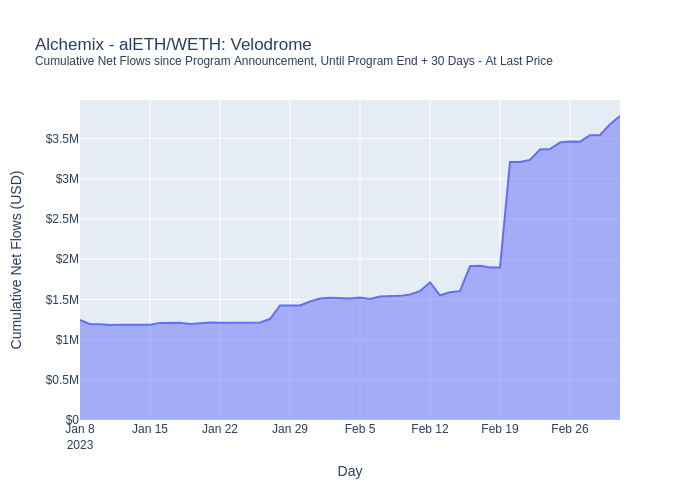 Alchemix - alETH/WETH: Velodrome
Cumulative Net Flows since Program Announcement, Until Program End + 30 Days - At Last Price
Cumulative Net Flows (USD)
$3.5M
$3M
$2.5M
$2M
$1.5M
$1M
$0.5M
$0
Jan 8 Jan 15 Jan 22 Jan 29 Feb 5 Feb 12 Feb 19 Feb 26
2023
Day